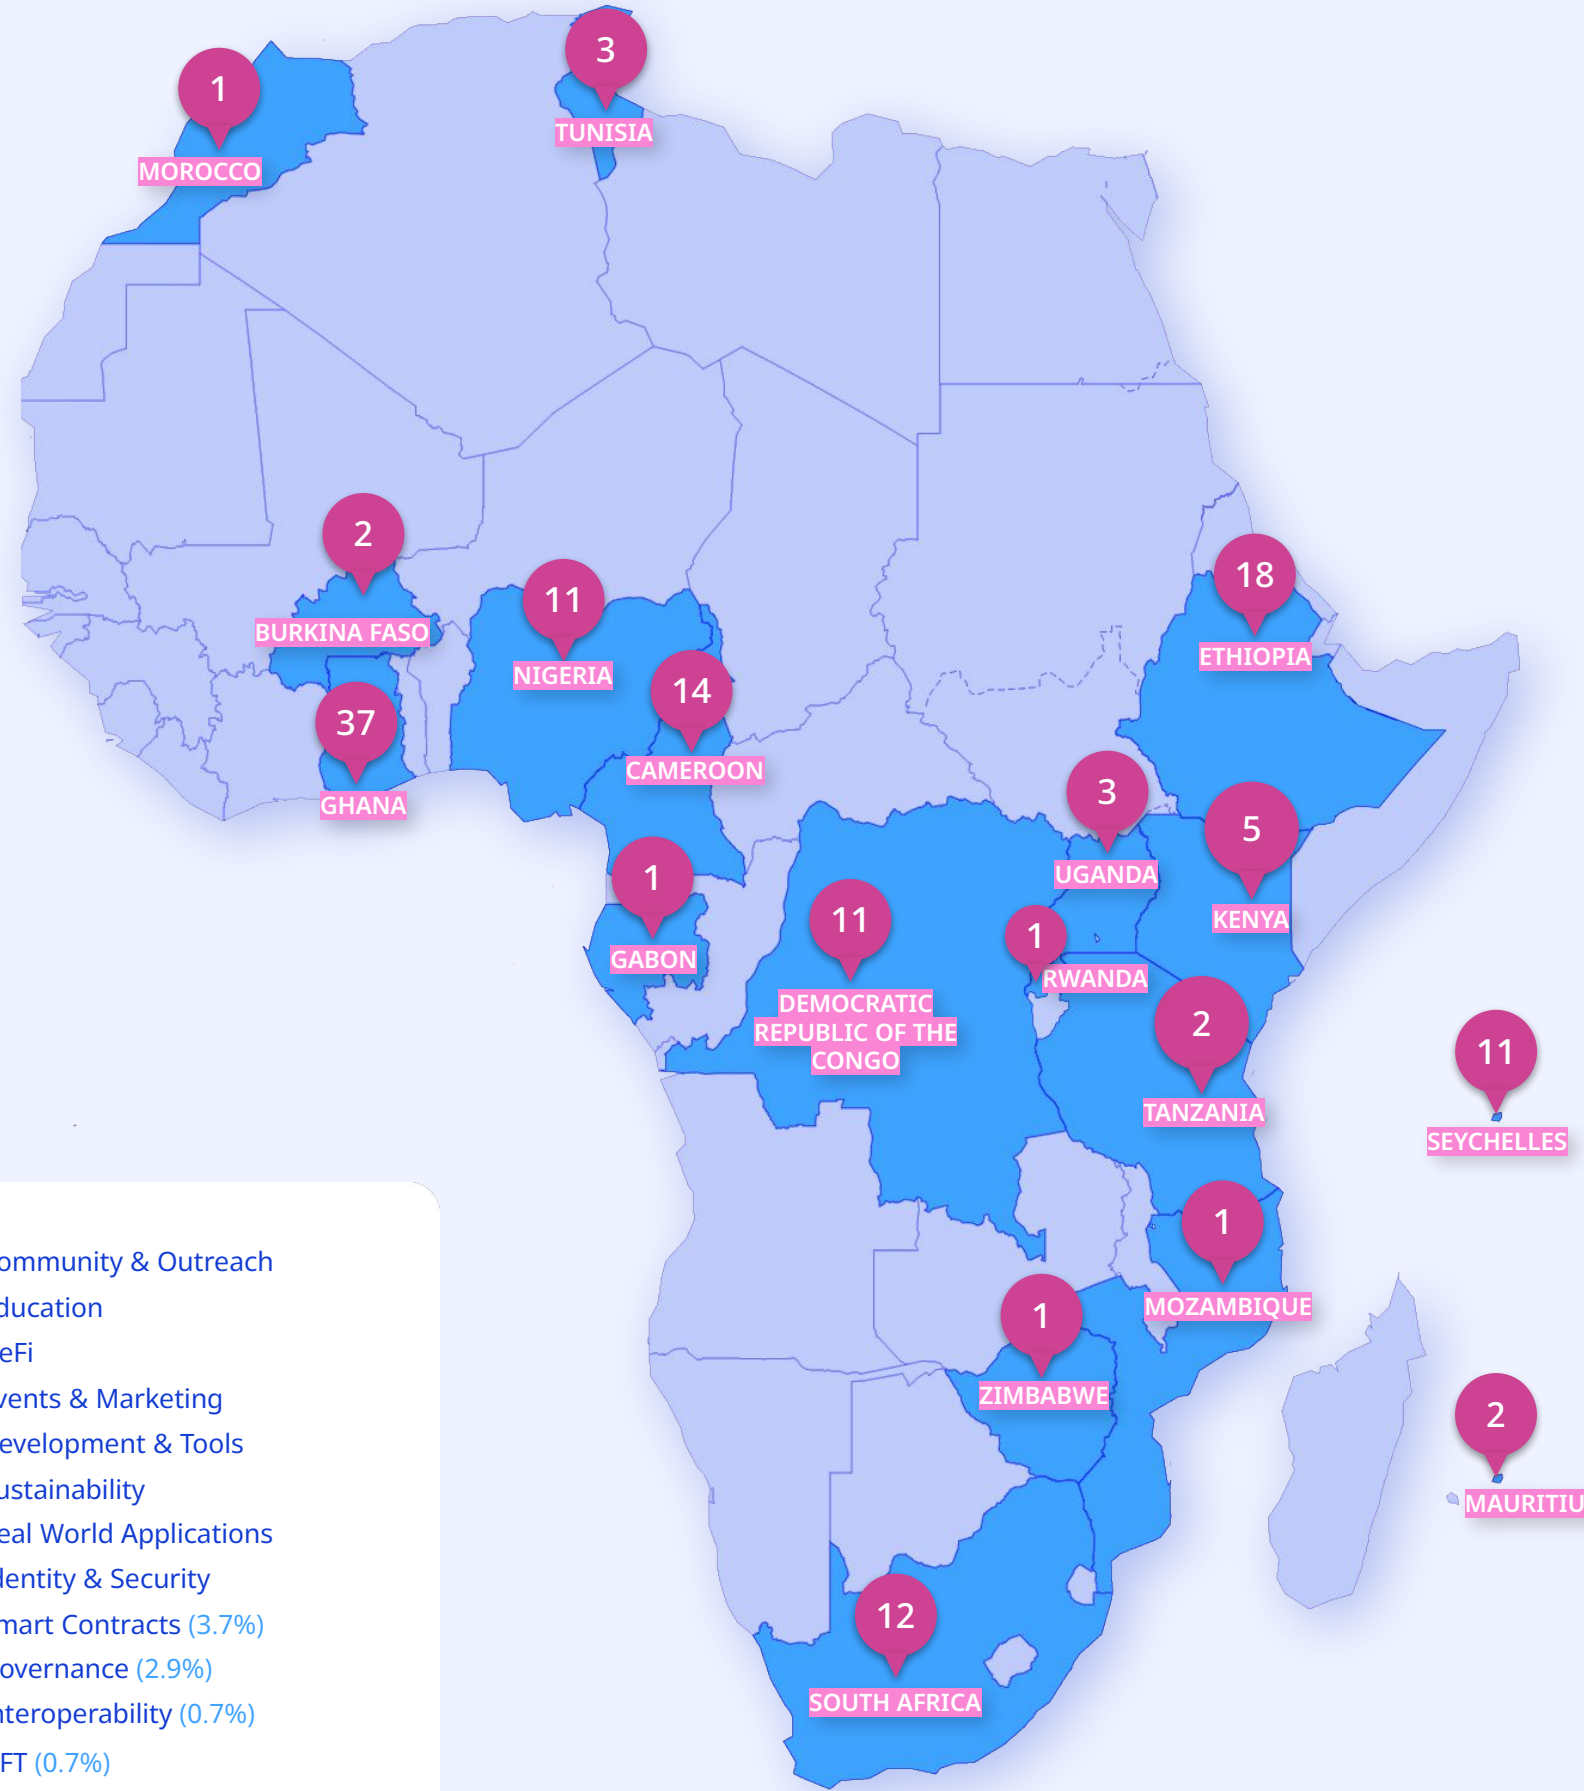 3
1
TUNISIA
MOROCCO
2
18
11
BURKINA FASO
ETHIOPIA
NIGERIA
14
37
CAMEROON
GHANA
3
5
1
UGANDA
11
KENYA
1
GABON
RWANDA
DEMOCRATIC
REPUBLIC OF THE
CONGO
2
11
TANZANIA
SEYCHELLES
1
MOZAMBIQUE
1
ZIMBABWE
2
MAURITIU
12
SOUTH AFRICA
ommunity & Outreach
ducation
eFi
vents & Marketing
evelopment & Tools
ustainability
eal World Applications
dentity & Security
mart Contracts (3.7%)
overnance (2.9%)
nteroperability (0.7%)
FT (0.7%)